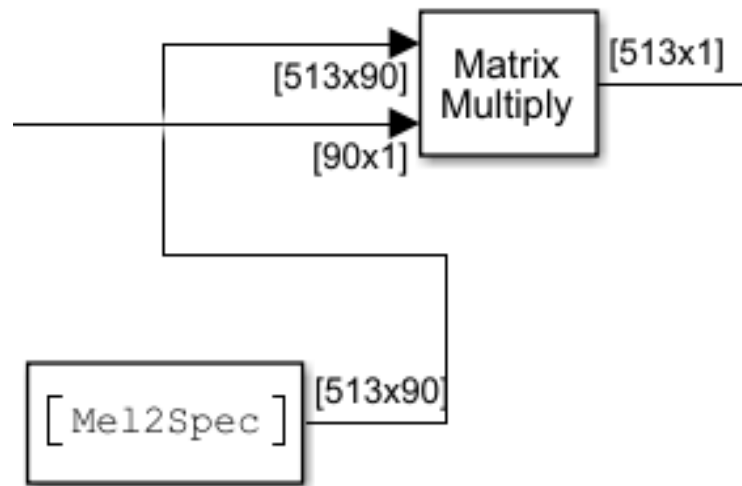 [513x90]
Matrix
Multiply
[513x1]
[90x1]
[513x90]
[Mel2Spec]